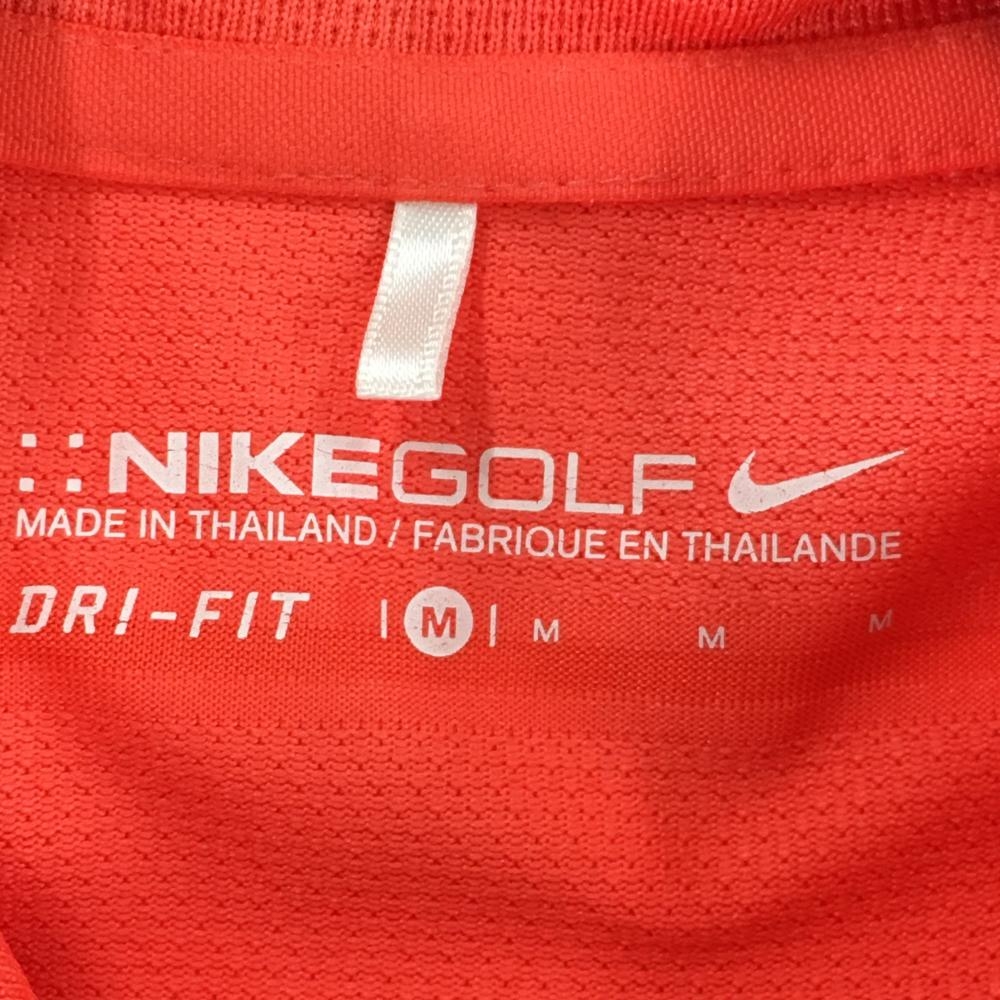 ::NIKEGOLF
MADE IN THAILAND / FABRIQUE EN THAILANDE
DRI-FIT | M | M M M